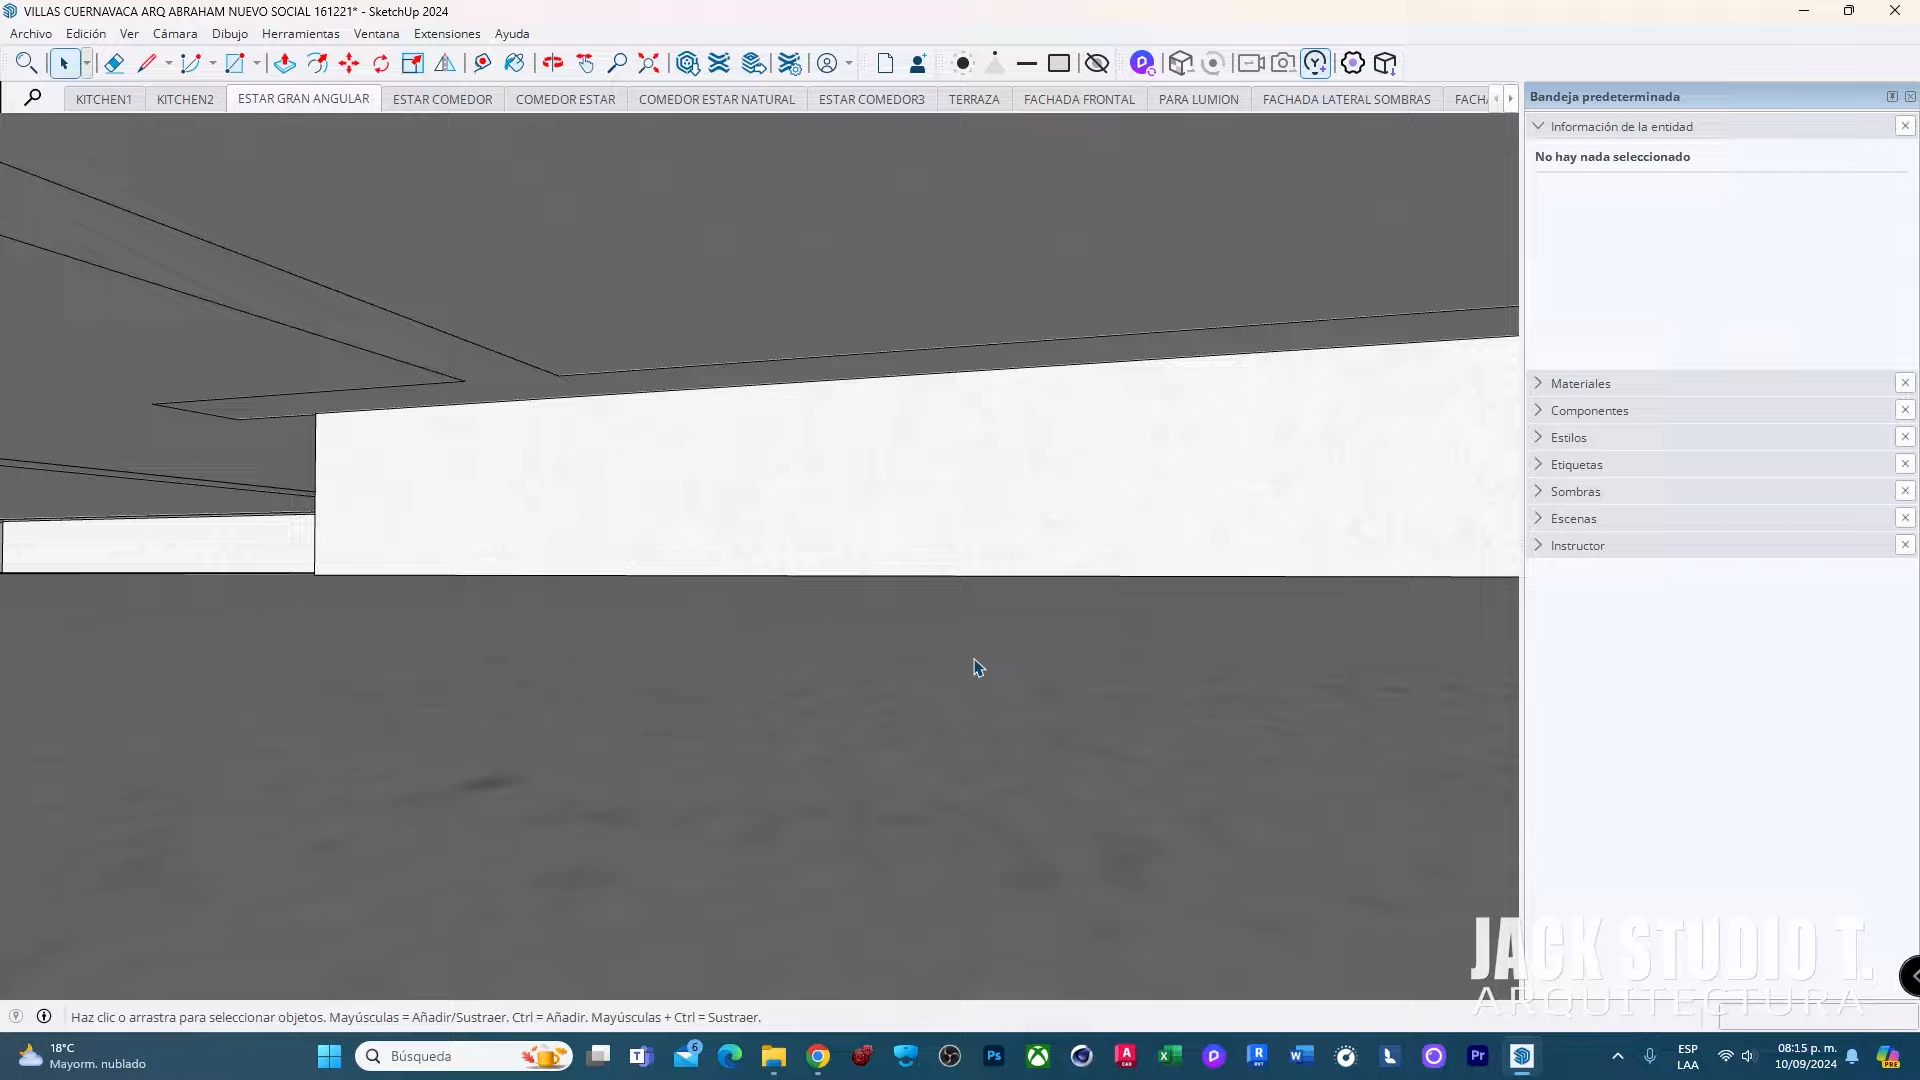 VILLAS CUERNAVACA ARQ ABRAHAM NUEVO SOCIAL 161221* - SketchUp 2024
Archivo Edición Ver Cámara Dibujo Herramientas Ventana Extensiones Ayuda
KITCHEN1 KITCHEN2 ESTAR GRAN ANGULAR ESTAR COMEDOR COMEDOR ESTAR COMEDOR ESTAR NATURAL ESTAR COMEDOR3 TERRAZA FACHADA FRONTAL PARA LUMION FACHADA LATERAL SOMBRAS FACHA
Bandeja predeterminada
Información de la entidad
No hay nada seleccionado
Materiales
Componentes
Estilos
Etiquetas
Sombras
Escenas
Instructor
JACK STUDIO T.
ARQUITECTURA
Haz clic o arrastra para seleccionar objetos. Mayúsculas = Añadir/Sustraer. Ctrl = Añadir. Mayúsculas + Ctrl = Sustraer.
18°C
Mayorm. nublado
Búsqueda
6
ESP
LAA
08:15 p. m.
10/09/2024